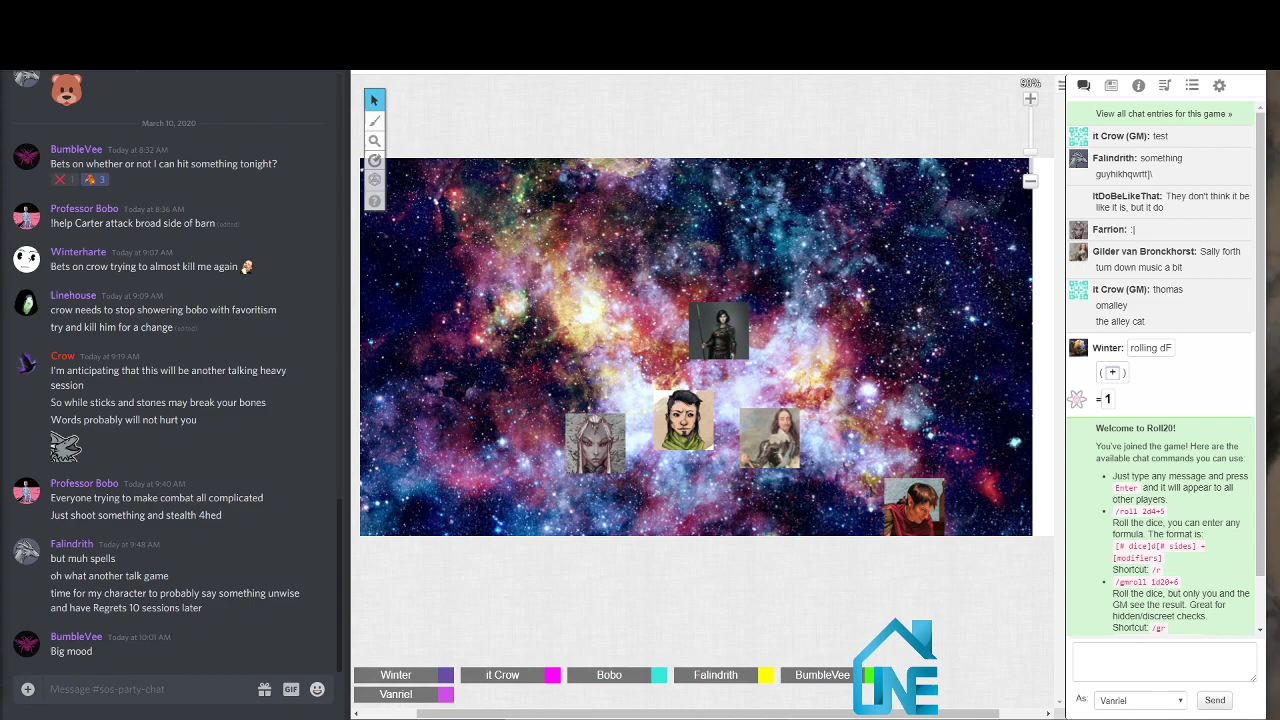 March 10, 2020
BumbleVee Today at 8:32 AM
Bets on whether or not I can hit something tonight?
1 3
Professor Bobo Today at 8:36 AM
!help Carter attack broad side of barn (edited)
Winterharte Today at 9:07 AM
Bets on crow trying to almost kill me again
Linehouse Today at 9:09 AM
crow needs to stop showering bobo with favoritism
try and kill him for a change (edited)
Crow Today at 9:19 AM
I'm anticipating that this will be another talking heavy
session
So while sticks and stones may break your bones
Words probably will not hurt you
Professor Bobo Today at 9:40 AM
Everyone trying to make combat all complicated
Just shoot something and stealth 4hed
Falindrith Today at 9:48 AM
but muh spells
oh what another talk game
time for my character to probably say something unwise
and have Regrets 10 sessions later
BumbleVee Today at 10:01 AM
Big mood
Message #sos-party-chat
GIF
90%
Winter
it Crow
Bobo
Falindrith
BumbleVee
Vanriel
LINE
View all chat entries for this game »
it Crow (GM): test
Falindrith: something
guyhikhqwrtt]\
ItDoBeLikeThat: They don't think it be
like it is, but it do
Farrion: :|
Gilder van Bronckhorst: Sally forth
turn down music a bit
it Crow (GM): thomas
omalley
the alley cat
Winter: rolling dF
( + )
= 1
Welcome to Roll20!
You've joined the game! Here are the
available chat commands you can use:
• Just type any message and press
Enter and it will appear to all
other players.
• /roll 2d4+5
Roll the dice, you can enter any
formula. The format is:
[# dice]d[# sides] +
[modifiers]
Shortcut: /r
• /gmroll 1d20+6
Roll the dice, but only you and the
GM see the result. Great for
hidden/discreet checks.
Shortcut: /gr
As: Vanriel Send